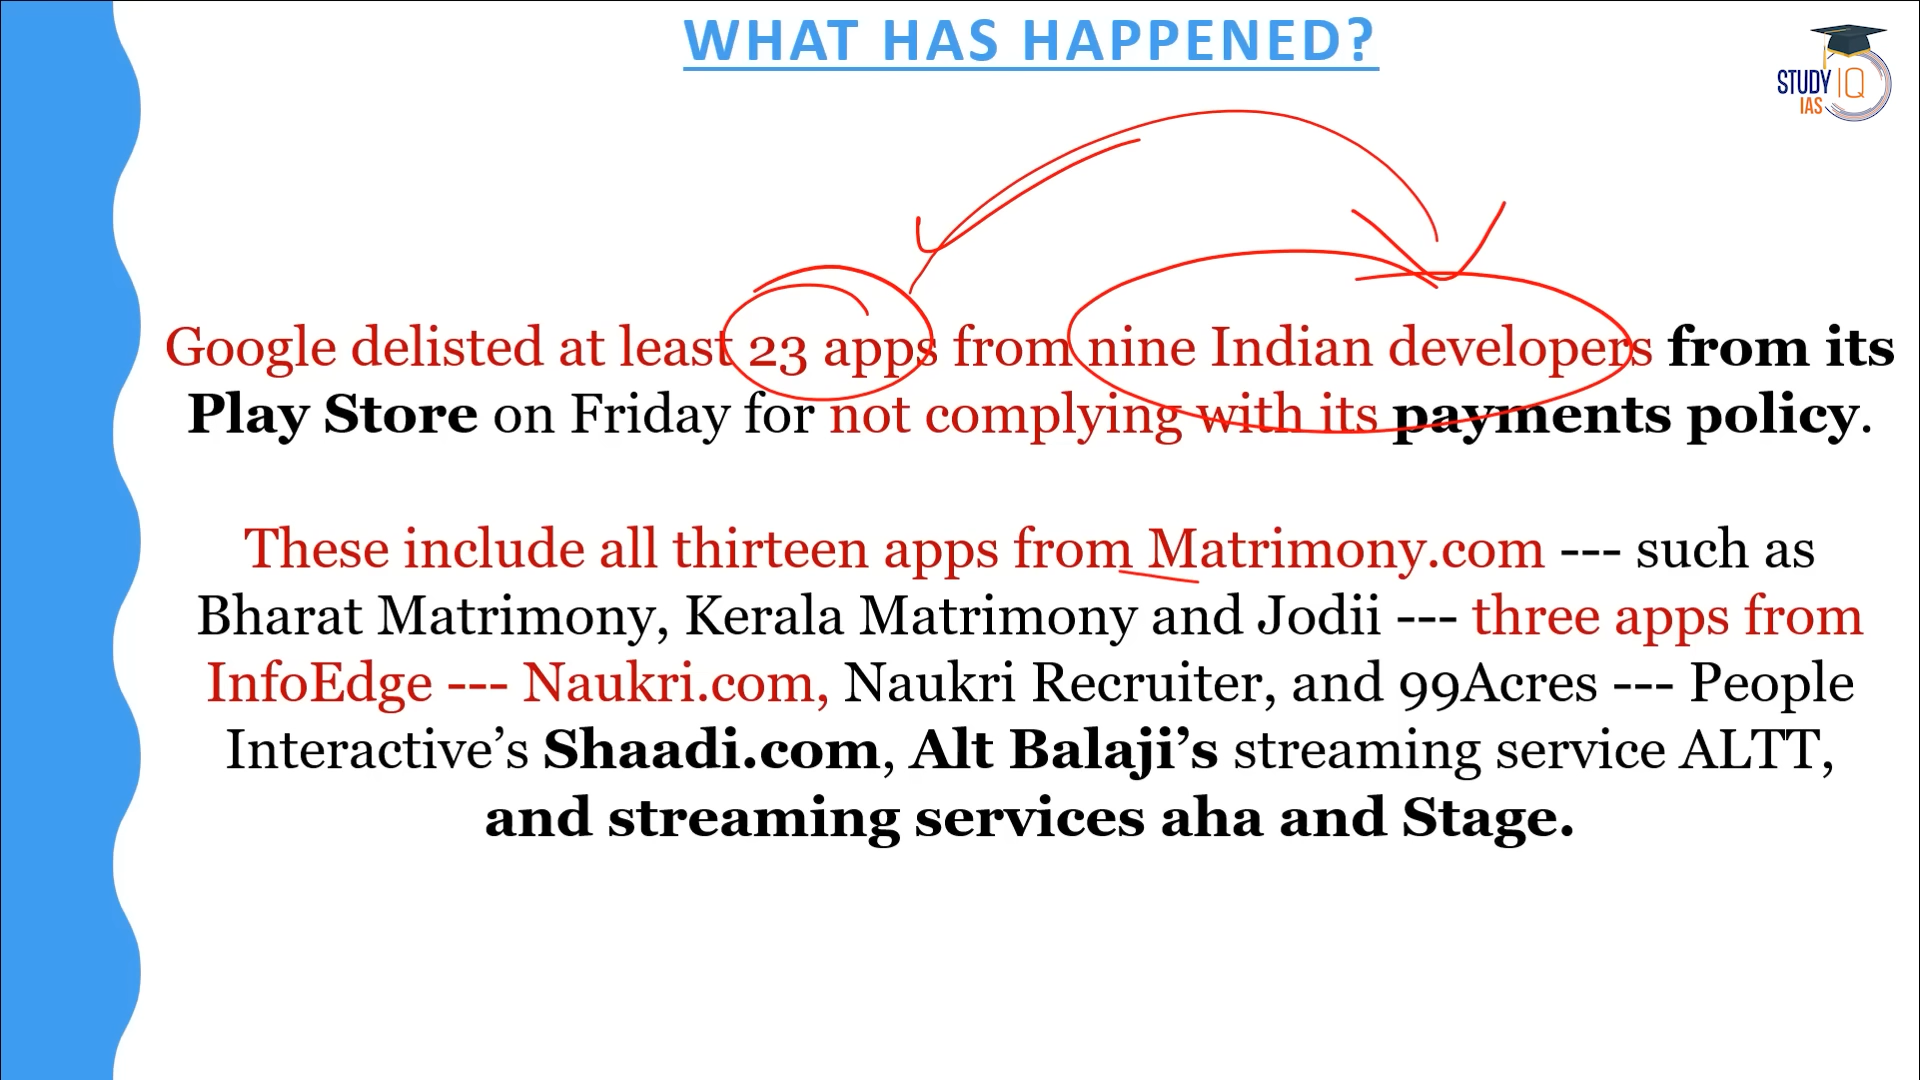 WHAT HAS HAPPENED?
STUDY IQ
IAS
Google delisted at least 23 apps from nine Indian developers from its
Play Store on Friday for not complying with its payments policy.
These include all thirteen apps from Matrimony.com --- such as
Bharat Matrimony, Kerala Matrimony and Jodii --- three apps from
InfoEdge --- Naukri.com, Naukri Recruiter, and 99Acres --- People
Interactive’s Shaadi.com, Alt Balaji’s streaming service ALTT,
and streaming services aha and Stage.